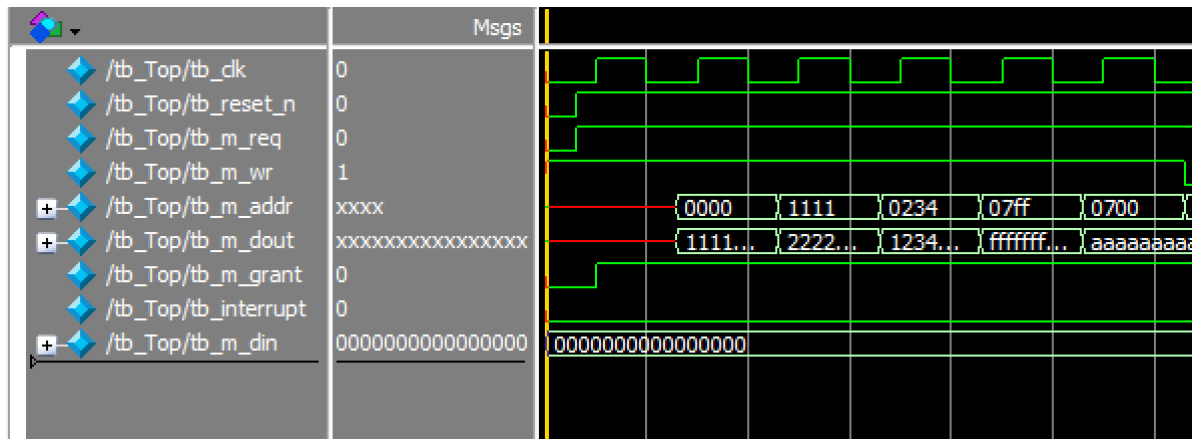 Msgs
/tb_Top/tb_clk 0
/tb_Top/tb_reset_n 0
/tb_Top/tb_m_req 0
/tb_Top/tb_m_wr 1
/tb_Top/tb_m_addr xxxx 0000 1111 0234 07ff 0700
/tb_Top/tb_m_dout xxxxxxxxxxxxxxxx 1111... 2222... 1234... fffffff... aaaaaaaaa
/tb_Top/tb_m_grant 0
/tb_Top/tb_interrupt 0
/tb_Top/tb_m_din 0000000000000000 0000000000000000